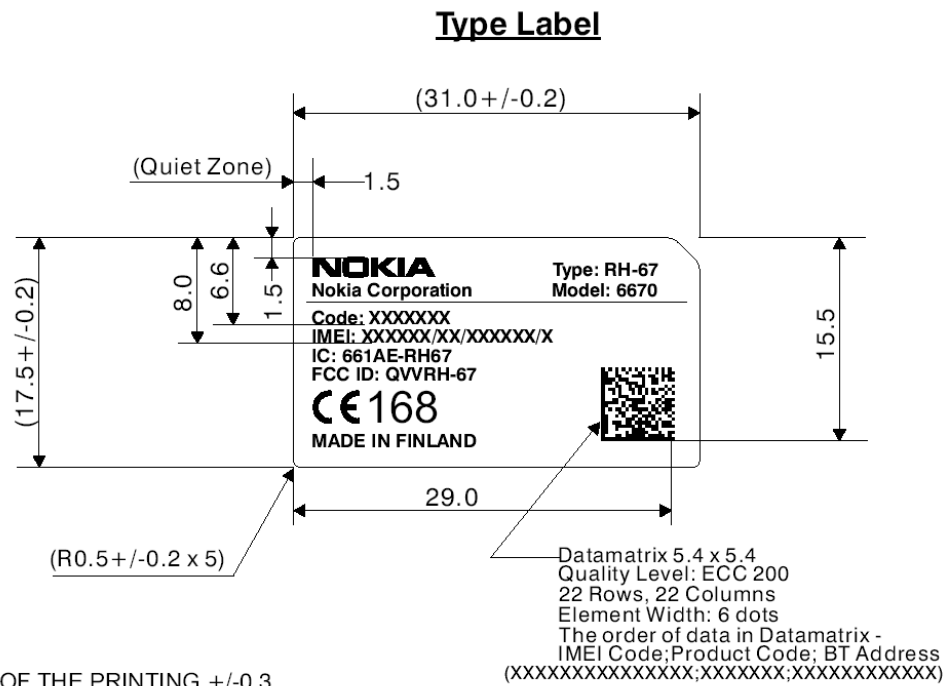 Type Label
(31.0+/-0.2)
(Quiet Zone)
1.5
(17.5+/-0.2)
8.0
6.6
1.5
15.5
NOKIA
Nokia Corporation
Type: RH-67
Model: 6670
Code: XXXXXXX
IMEI: XXXXXX/XX/XXXXXX/X
IC: 661AE-RH67
FCC ID: QVVRH-67
CE168
MADE IN FINLAND
29.0
(R0.5+/-0.2 x 5)
Datamatrix 5.4 x 5.4
Quality Level: ECC 200
22 Rows, 22 Columns
Element Width: 6 dots
The order of data in Datamatrix -
IMEI Code;Product Code; BT Address
(XXXXXXXXXXXXXXX;XXXXXXX;XXXXXXXXXXXX)
OF THE PRINTING +/-0.3